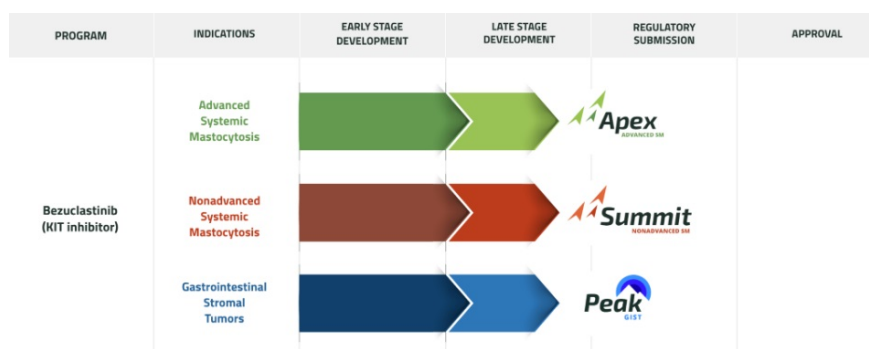 PROGRAM
INDICATIONS
EARLY STAGE
DEVELOPMENT
LATE STAGE
DEVELOPMENT
REGULATORY
SUBMISSION
APPROVAL
Bezuclastinib
(KIT inhibitor)
Advanced
Systemic
Mastocytosis
Apex
ADVANCED SM
Nonadvanced
Systemic
Mastocytosis
Summit
NONADVANCED SM
Gastrointestinal
Stromal
Tumors
Peak
GIST